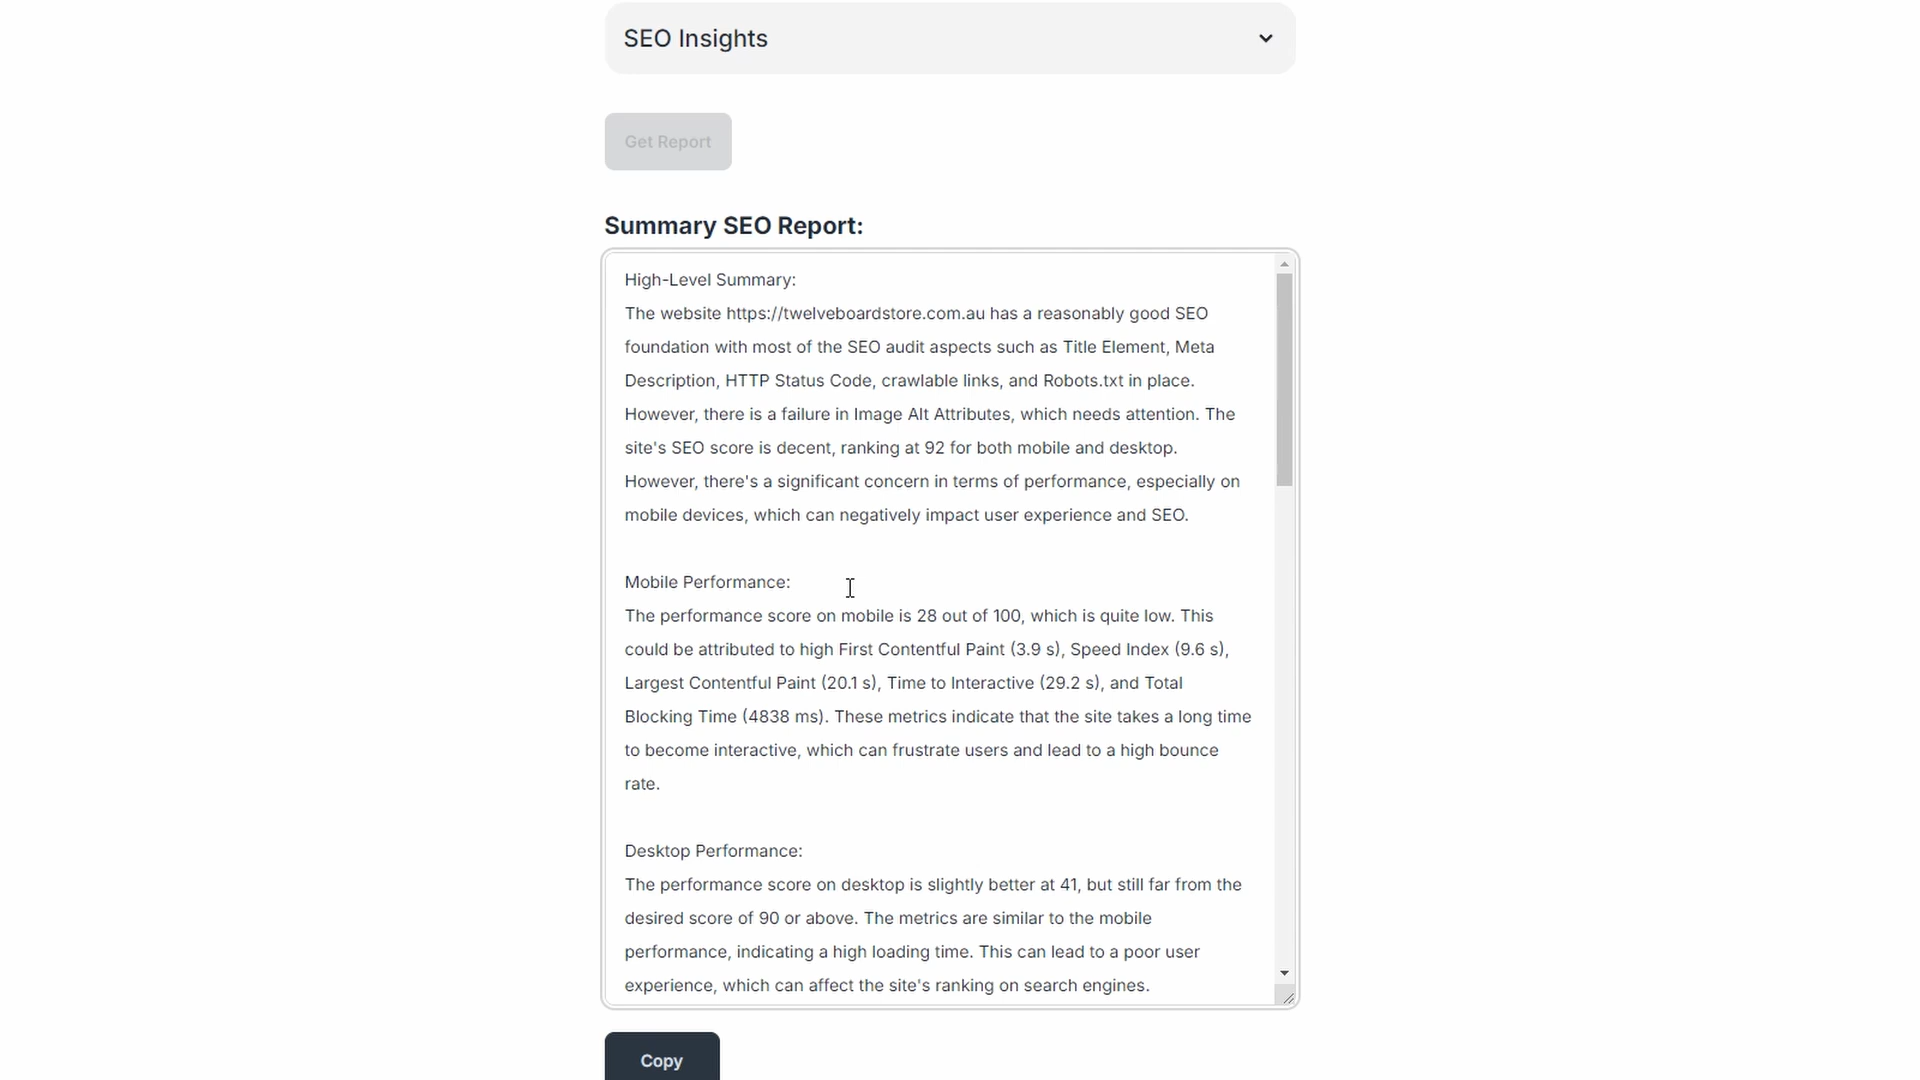 SEO Insights
Get Report
Summary SEO Report:
High-Level Summary:
The website https://twelveboardstore.com.au has a reasonably good SEO
foundation with most of the SEO audit aspects such as Title Element, Meta
Description, HTTP Status Code, crawlable links, and Robots.txt in place.
However, there is a failure in Image Alt Attributes, which needs attention. The
site's SEO score is decent, ranking at 92 for both mobile and desktop.
However, there's a significant concern in terms of performance, especially on
mobile devices, which can negatively impact user experience and SEO.
Mobile Performance:
The performance score on mobile is 28 out of 100, which is quite low. This
could be attributed to high First Contentful Paint (3.9 s), Speed Index (9.6 s),
Largest Contentful Paint (20.1 s), Time to Interactive (29.2 s), and Total
Blocking Time (4838 ms). These metrics indicate that the site takes a long time
to become interactive, which can frustrate users and lead to a high bounce
rate.
Desktop Performance:
The performance score on desktop is slightly better at 41, but still far from the
desired score of 90 or above. The metrics are similar to the mobile
performance, indicating a high loading time. This can lead to a poor user
experience, which can affect the site's ranking on search engines.
Copy